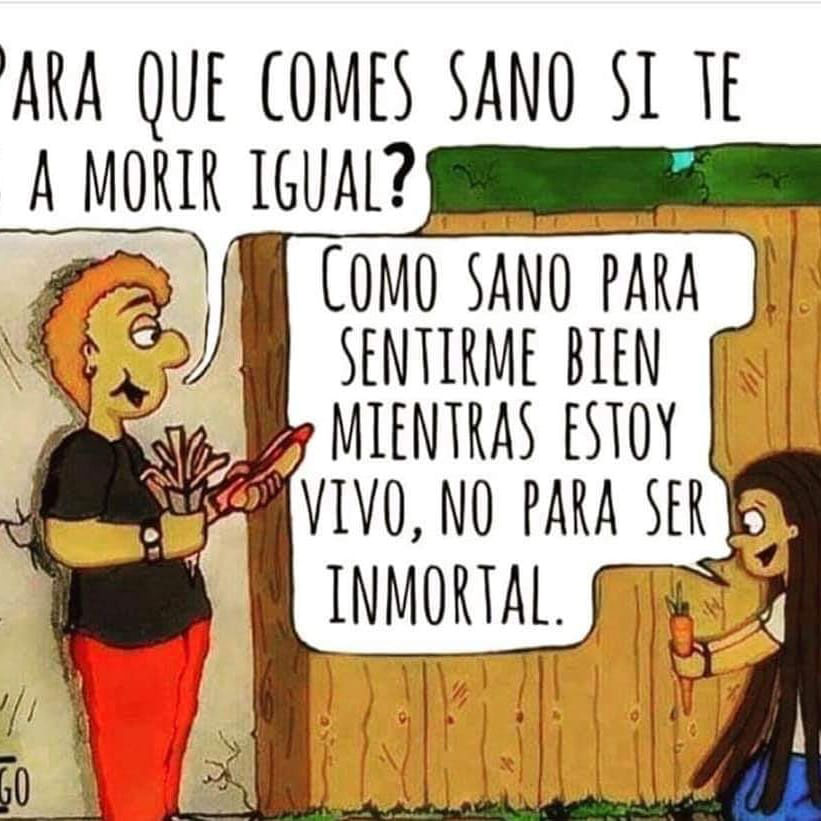 PARA QUE COMES SANO SI TE
A MORIR IGUAL?
COMO SANO PARA
SENTIRME BIEN
MIENTRAS ESTOY
VIVO, NO PARA SER
INMORTAL.
GO